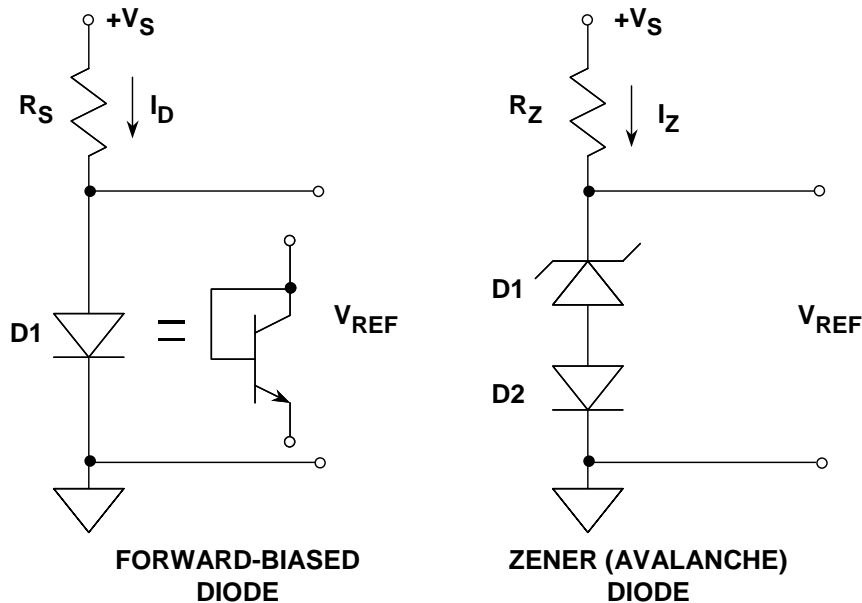 +VS
RS
ID
D1
=
VREF
FORWARD-BIASED
DIODE
+VS
RZ
IZ
D1
D2
VREF
ZENER (AVALANCHE)
DIODE